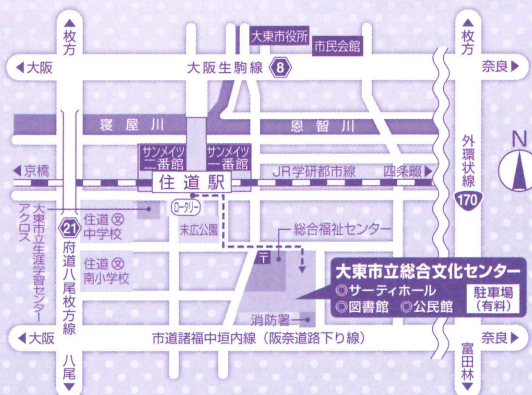 枚方
大東市役所
市民会館
枚方
大阪
大阪生駒線
8
奈良
寝屋川
恩智川
サンメイツ
二番館
サンメイツ
一番館
京橋
JR学研都市線
四条畷
外環状線
170
N
住道駅
ロータリー
大東市立生涯学習センター
アクロス
21
府道八尾枚方線
住道
中学校
文
末広公園
総合福祉センター
住道
南小学校
文
〒
大東市立総合文化センター
◎サーティホール
◎図書館 ◎公民館
駐車場
(有料)
消防署
大阪
市道諸福中垣内線(阪奈道路下り線)
奈良
八尾
富田林